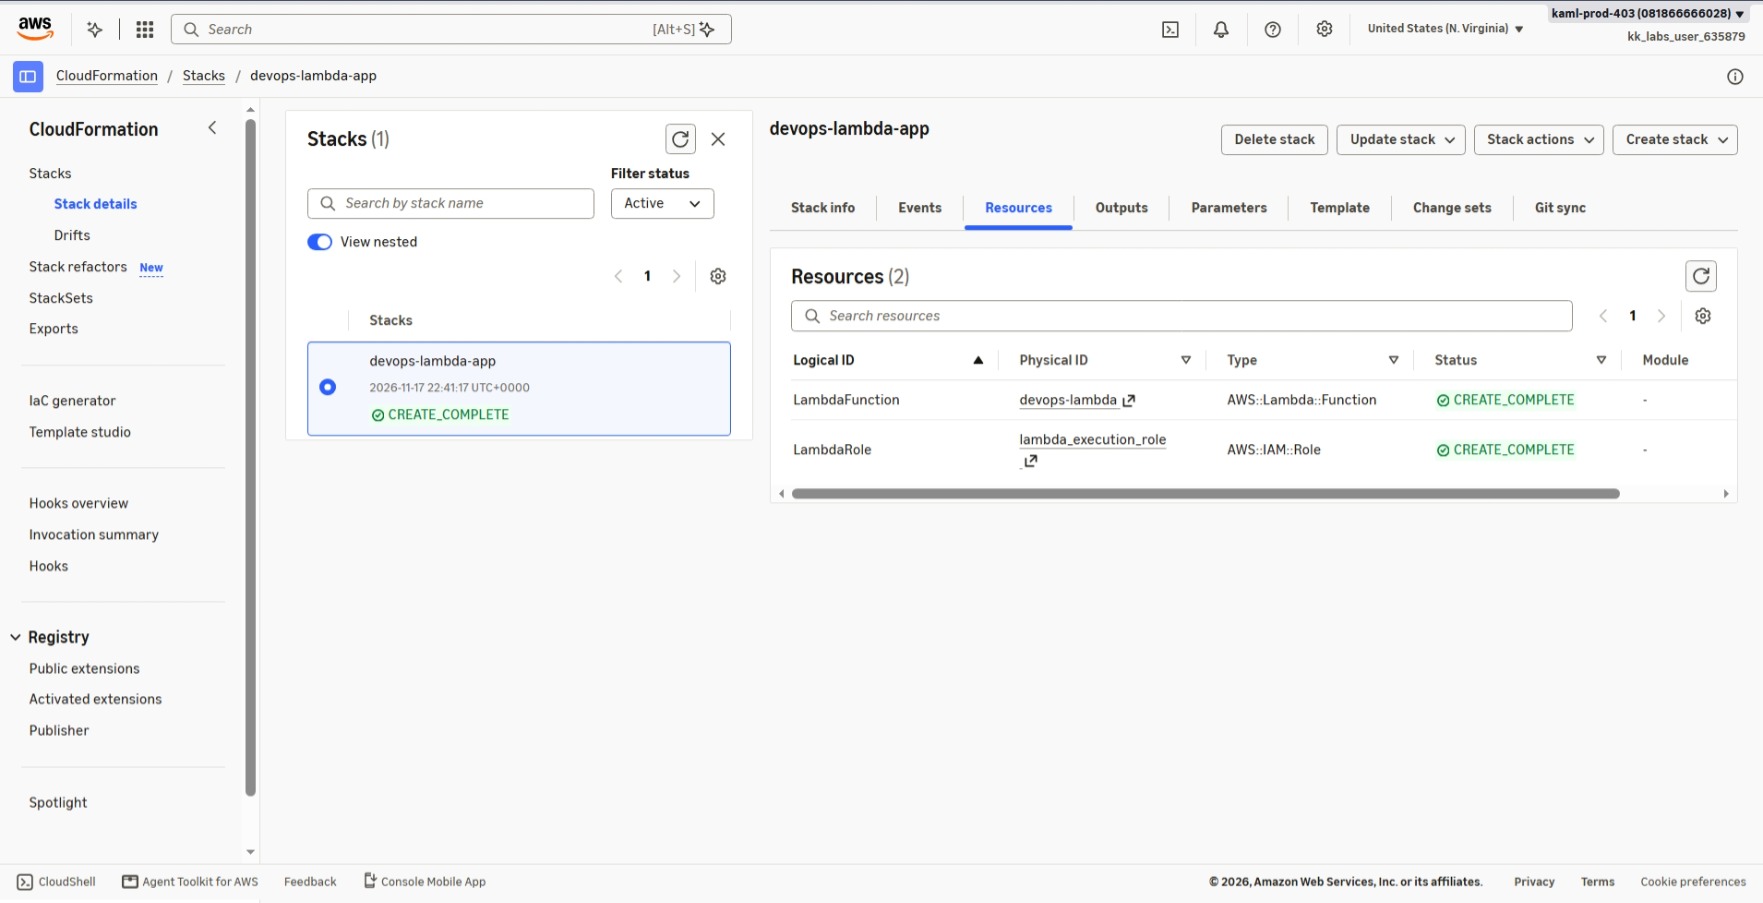 aws
Search
[Alt+S]
United States (N. Virginia) ▼
kaml-prod-403 (081866666028) ▼
kk_labs_user_635879
CloudFormation / Stacks / devops-lambda-app
CloudFormation
Stacks
Stack details
Drifts
Stack refactors New
StackSets
Exports
IaC generator
Template studio
Hooks overview
Invocation summary
Hooks
Registry
Public extensions
Activated extensions
Publisher
Spotlight
Stacks (1)
Filter status
Search by stack name
Active
View nested
1
Stacks
devops-lambda-app
2026-11-17 22:41:17 UTC+0000
CREATE_COMPLETE
devops-lambda-app
Delete stack
Update stack
Stack actions
Create stack
Stack info
Events
Resources
Outputs
Parameters
Template
Change sets
Git sync
Resources (2)
Search resources
1
Logical ID Physical ID Type Status Module
LambdaFunction devops-lambda AWS::Lambda::Function CREATE_COMPLETE -
LambdaRole lambda_execution_role AWS::IAM::Role CREATE_COMPLETE -
CloudShell Agent Toolkit for AWS Feedback Console Mobile App
© 2026, Amazon Web Services, Inc. or its affiliates. Privacy Terms Cookie preferences